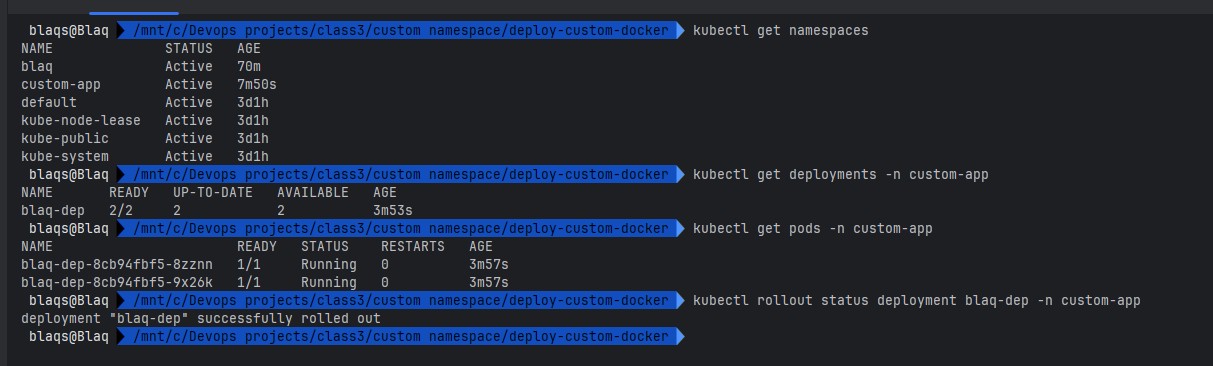 blaqs@Blaq /mnt/c/Devops projects/class3/custom namespace/deploy-custom-docker kubectl get namespaces
NAME STATUS AGE
blaq Active 70m
custom-app Active 7m50s
default Active 3d1h
kube-node-lease Active 3d1h
kube-public Active 3d1h
kube-system Active 3d1h
blaqs@Blaq /mnt/c/Devops projects/class3/custom namespace/deploy-custom-docker kubectl get deployments -n custom-app
NAME READY UP-TO-DATE AVAILABLE AGE
blaq-dep 2/2 2 2 3m53s
blaqs@Blaq /mnt/c/Devops projects/class3/custom namespace/deploy-custom-docker kubectl get pods -n custom-app
NAME READY STATUS RESTARTS AGE
blaq-dep-8cb94fbf5-8zznn 1/1 Running 0 3m57s
blaq-dep-8cb94fbf5-9x26k 1/1 Running 0 3m57s
blaqs@Blaq /mnt/c/Devops projects/class3/custom namespace/deploy-custom-docker kubectl rollout status deployment blaq-dep -n custom-app
deployment "blaq-dep" successfully rolled out
blaqs@Blaq /mnt/c/Devops projects/class3/custom namespace/deploy-custom-docker